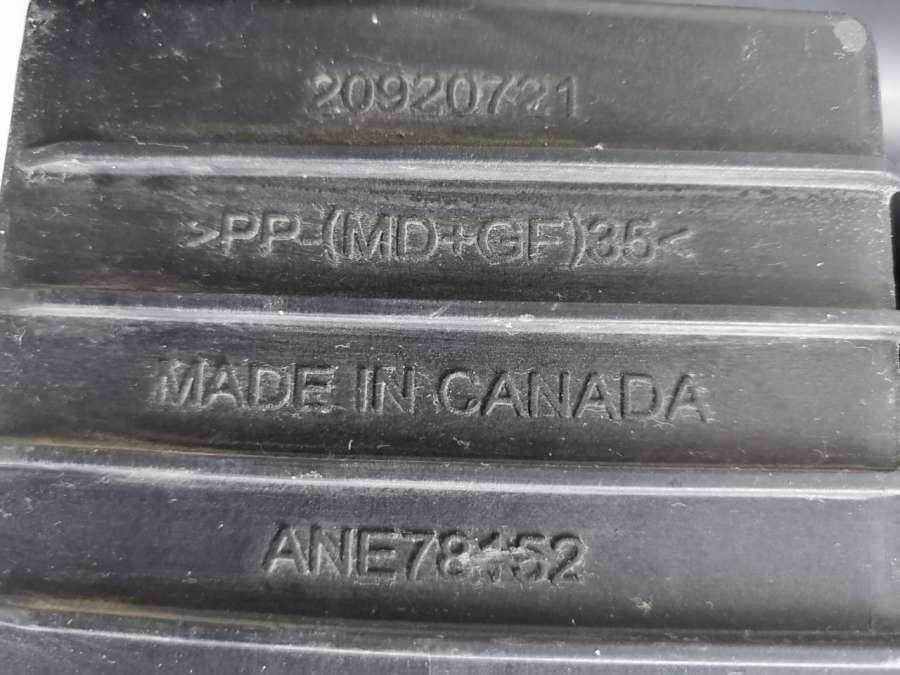 20920721
>PP-(MD+GF)35<
MADE IN CANADA
ANE78152